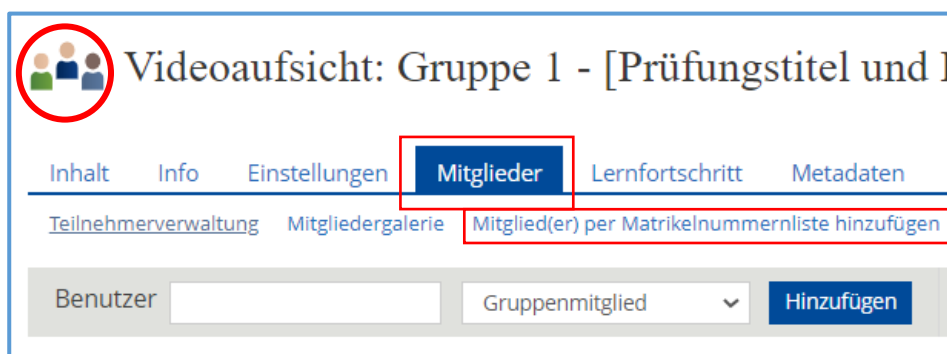 Videoaufsicht: Gruppe 1 - [Prüfungstitel und
Inhalt Info Einstellungen Mitglieder Lernfortschritt Metadaten
Teilnehmerverwaltung Mitgliedergalerie Mitglied(er) per Matrikelnummernliste hinzufügen
Benutzer Gruppenmitglied Hinzufügen